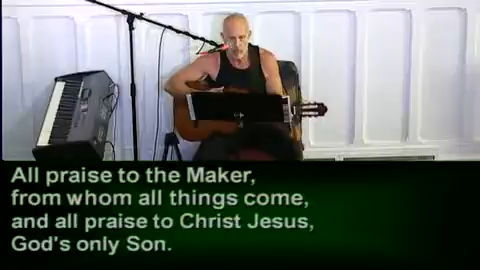 All praise to the Maker,
from whom all things come,
and all praise to Christ Jesus,
God's only Son.